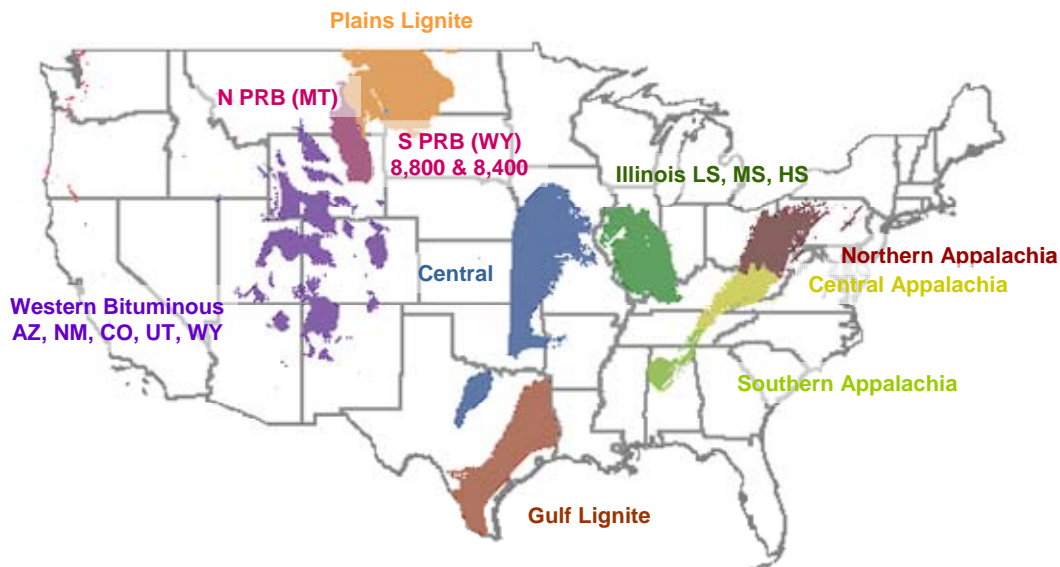 Plains Lignite
N PRB (MT)
S PRB (WY)
8,800 & 8,400
Illinois LS, MS, HS
Northern Appalachia
Central
Central Appalachia
Western Bituminous
AZ, NM, CO, UT, WY
Southern Appalachia
Gulf Lignite